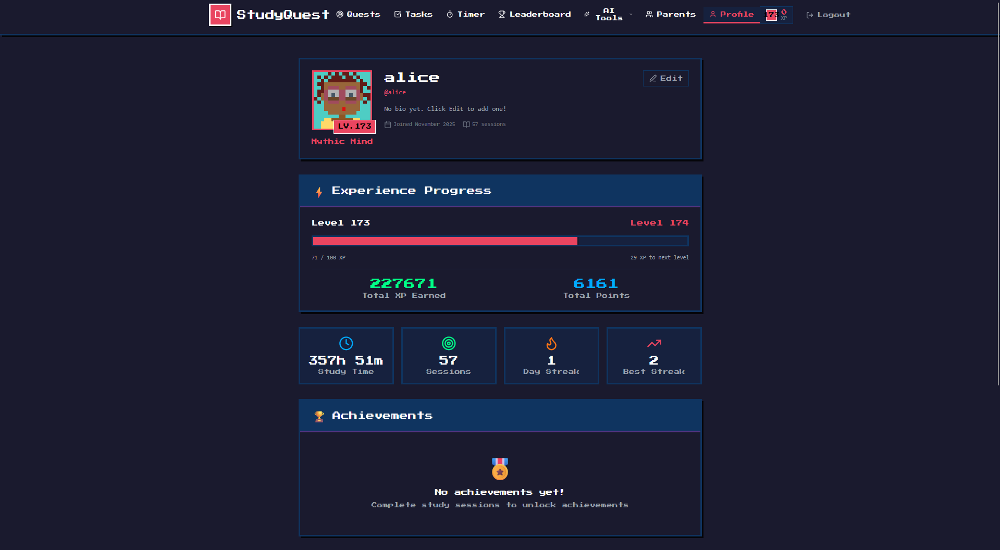 StudyQuest
Quests
Tasks
Timer
Leaderboard
AI
Tools
Parents
Profile
173
0
XP
Logout
alice
@alice
Edit
No bio yet. Click Edit to add one!
Joined November 2025
57 sessions
LV.173
Mythic Mind
Experience Progress
Level 173
Level 174
71 / 100 XP
29 XP to next level
227671
6161
Total XP Earned
Total Points
357h 51m
Study Time
57
Sessions
1
Day Streak
2
Best Streak
Achievements
No achievements yet!
Complete study sessions to unlock achievements